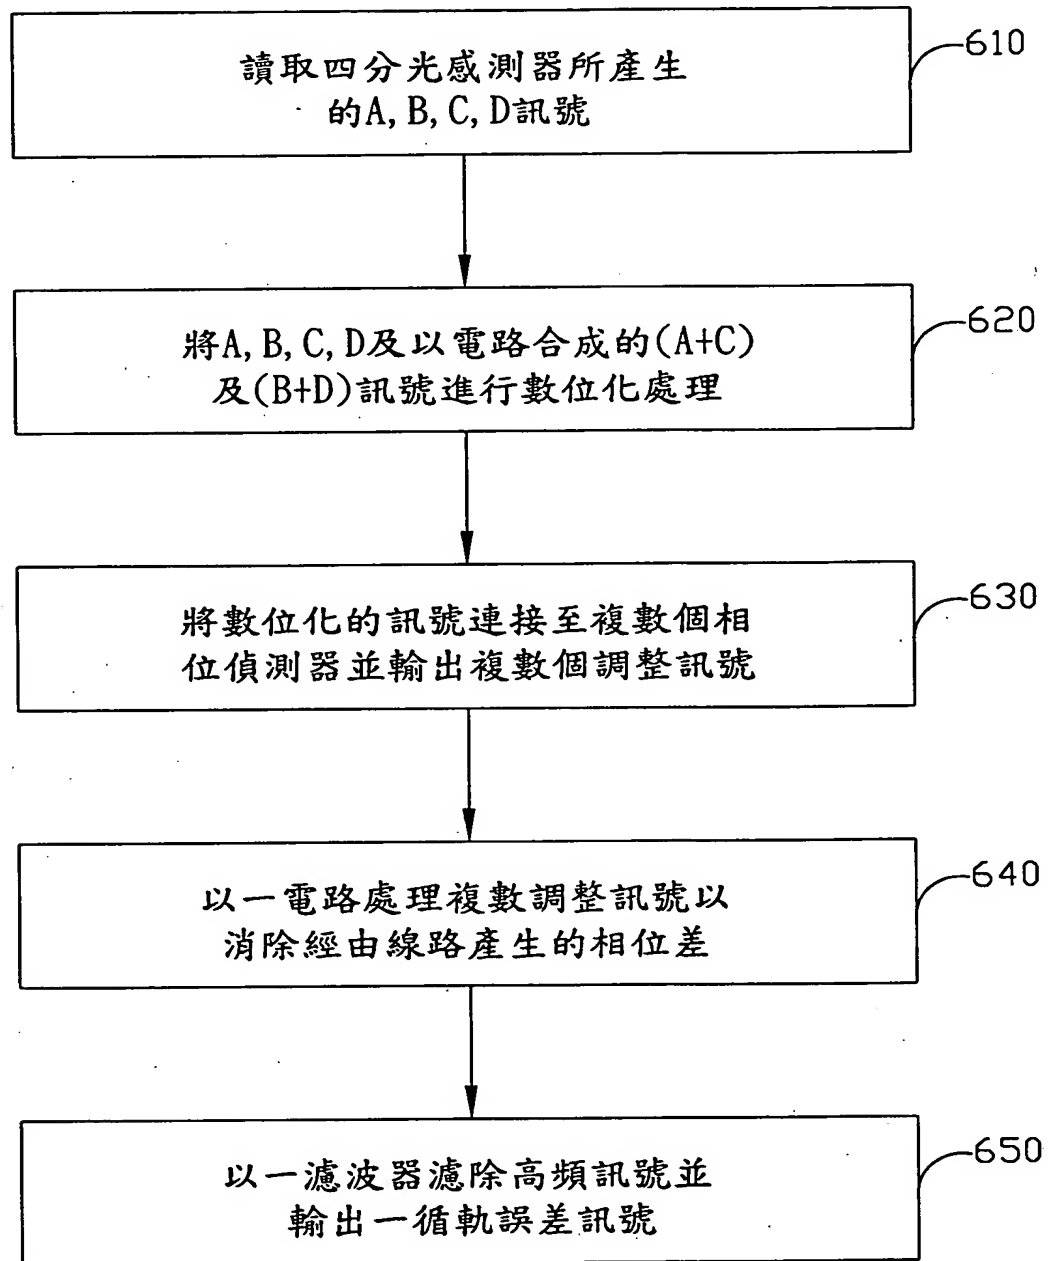 讀取四分光感測器所產生
的A, B, C, D訊號
610
將A, B, C, D及以電路合成的(A+C)
及(B+D)訊號進行數位化處理
620
將數位化的訊號連接至複數個相
位偵測器並輸出複數個調整訊號
630
以一電路處理複數調整訊號以
消除經由線路產生的相位差
640
以一濾波器濾除高頻訊號並
輸出一循軌誤差訊號
650